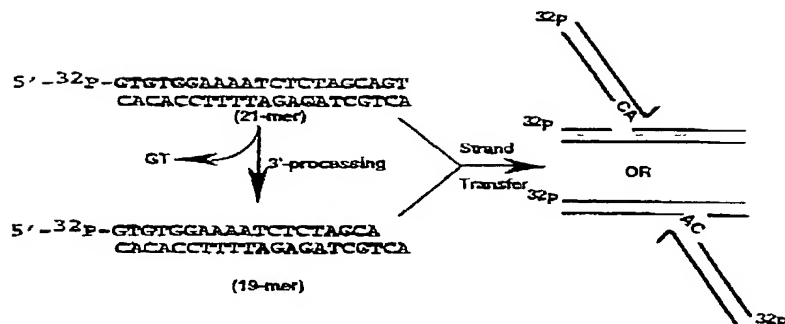 5'-32P-GTGTGGAAAATCTCTAGCAGT
CACACCTTTTAGAGATCGTCA
(21-mer)
GT
3'-processing
5'-32P-GTGTGGAAAATCTCTAGCA
CACACCTTTTAGAGATCGTCA
(19-mer)
Strand
Transfer
32P
CA
32P
OR
32P
AC
32P